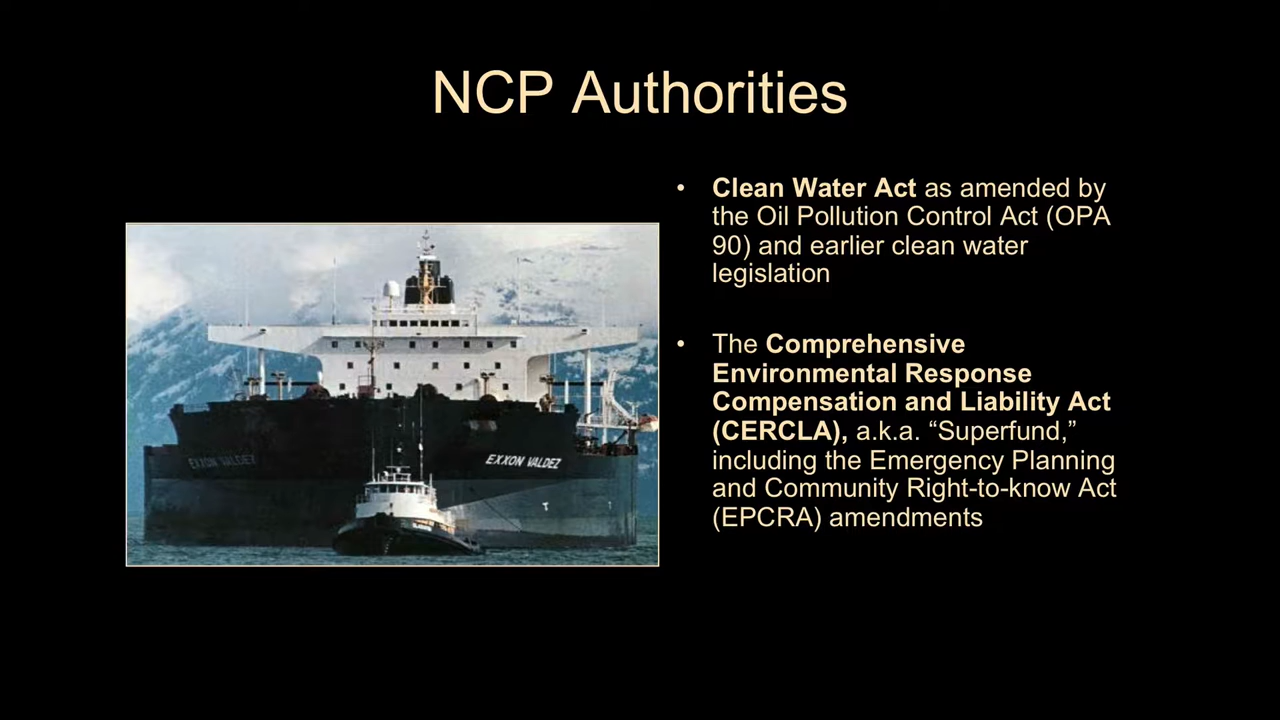 NCP Authorities
• Clean Water Act as amended by
the Oil Pollution Control Act (OPA
90) and earlier clean water
legislation
• The Comprehensive
Environmental Response
Compensation and Liability Act
(CERCLA), a.k.a. “Superfund,”
including the Emergency Planning
and Community Right-to-know Act
(EPCRA) amendments
EXXON VALDEZ
EXXON VALDEZ